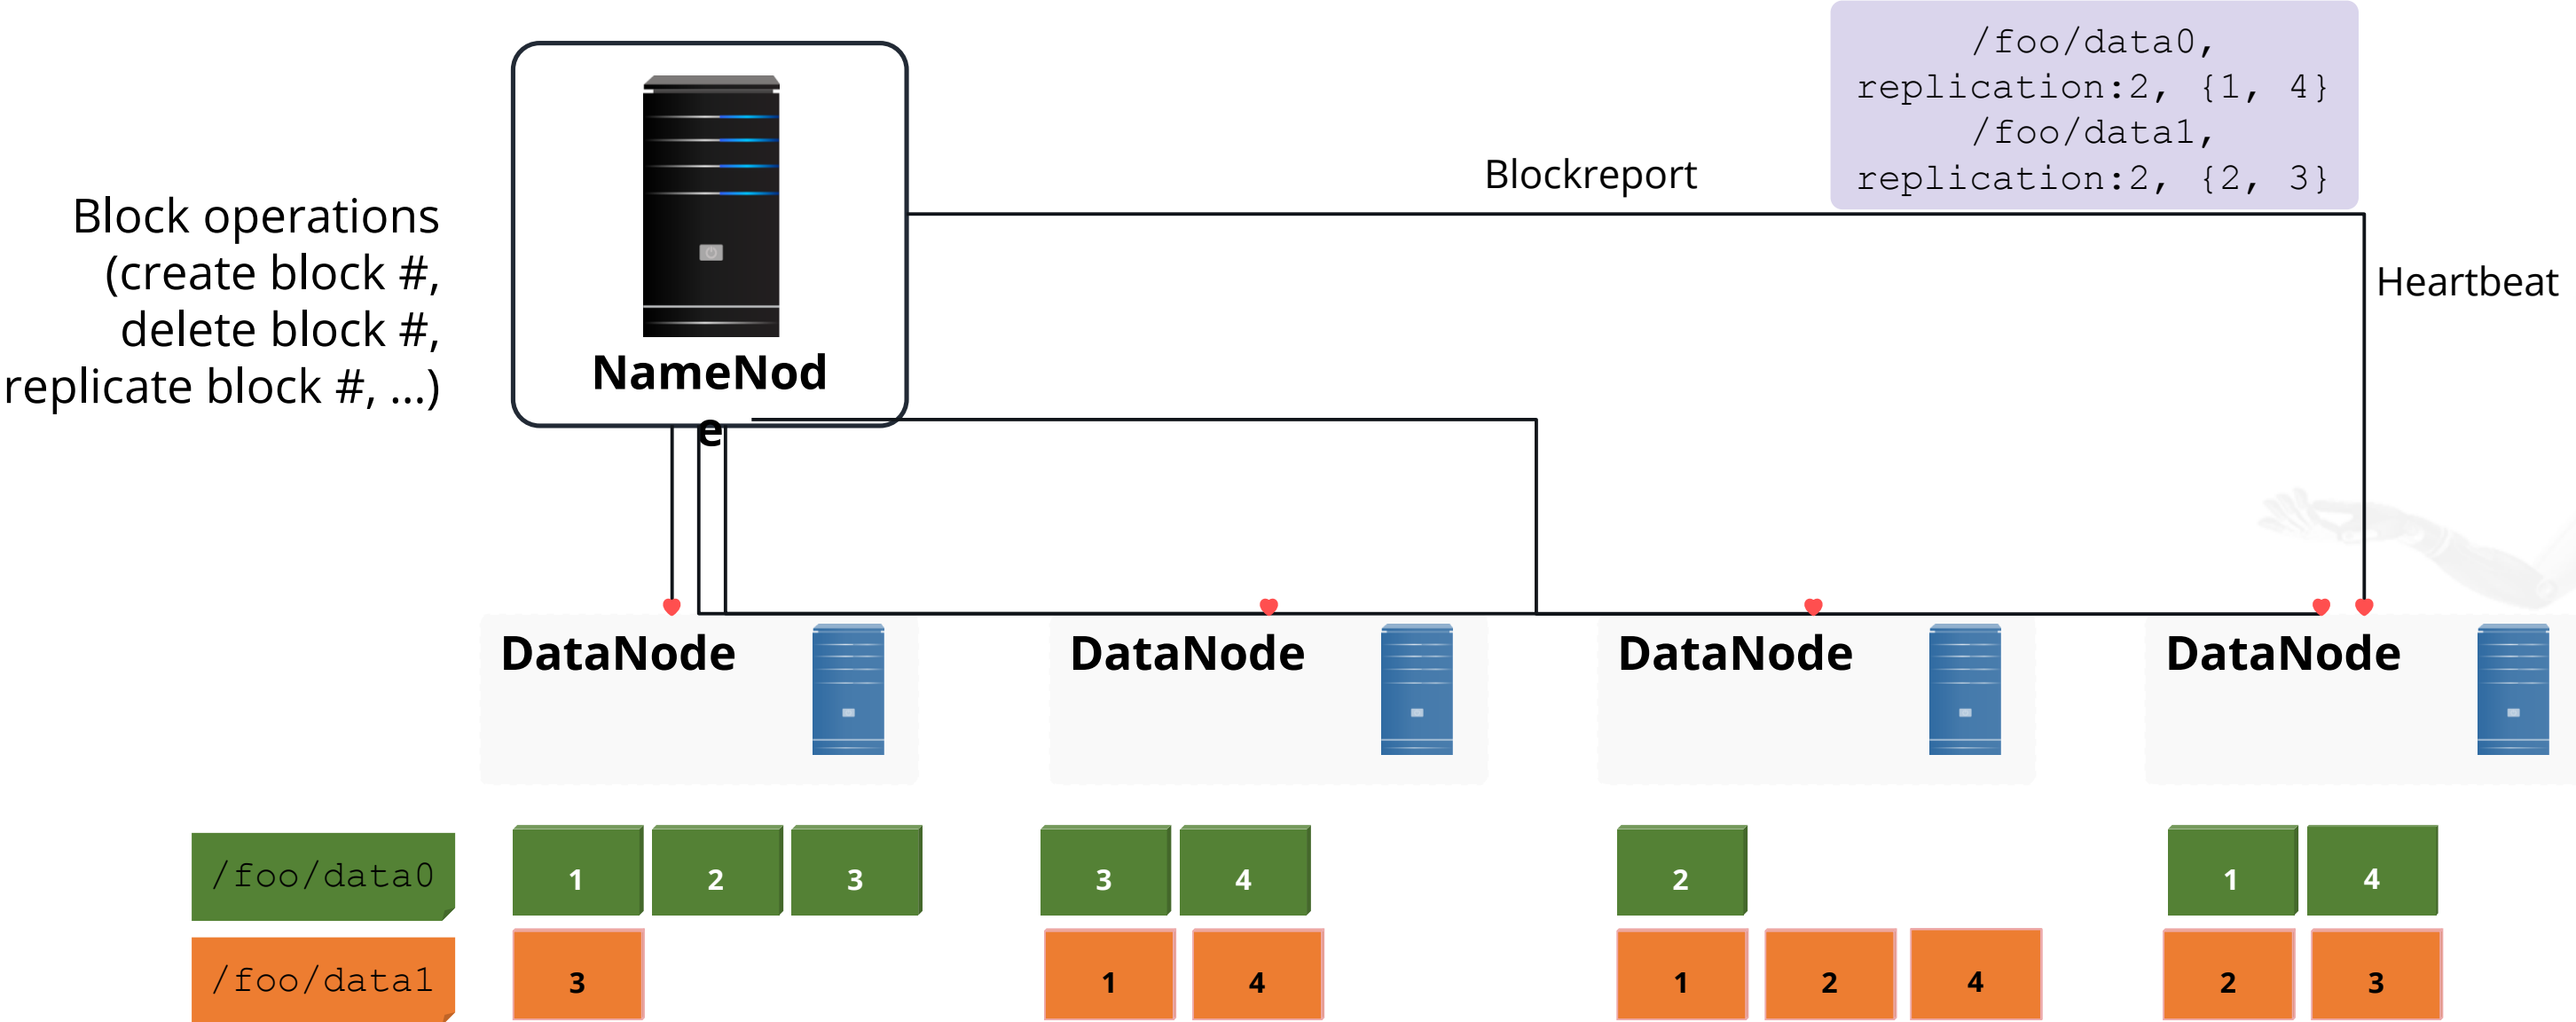 /foo/data0,
replication:2, {1, 4}
/foo/data1,
replication:2, {2, 3}
Blockreport
Block operations
(create block #,
delete block #,
replicate block #, ...)
Heartbeat
NameNod
e
DataNode
DataNode
DataNode
DataNode
/foo/data0
1 2 3
3 4
2
1 4
/foo/data1
3
1 4
1 2 4
2 3